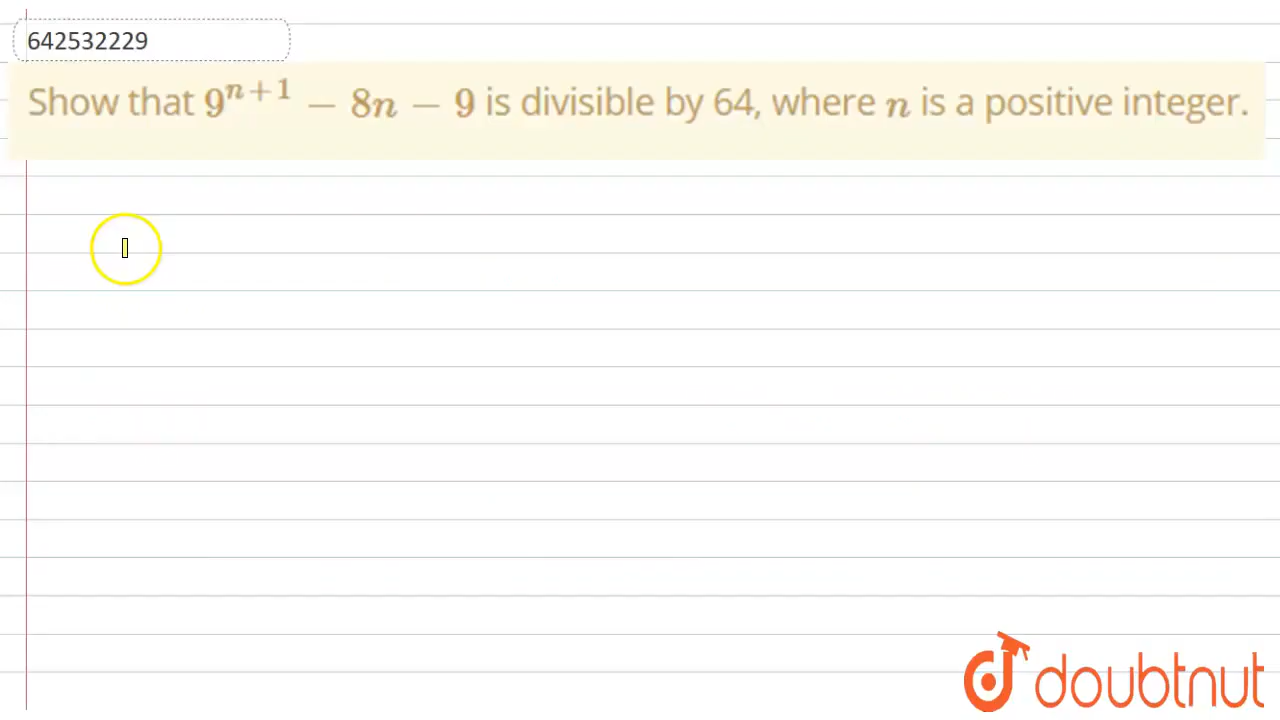 642532229
Show that $9^{n+1} - 8n - 9$ is divisible by 64, where $n$ is a positive integer.
doubtnut